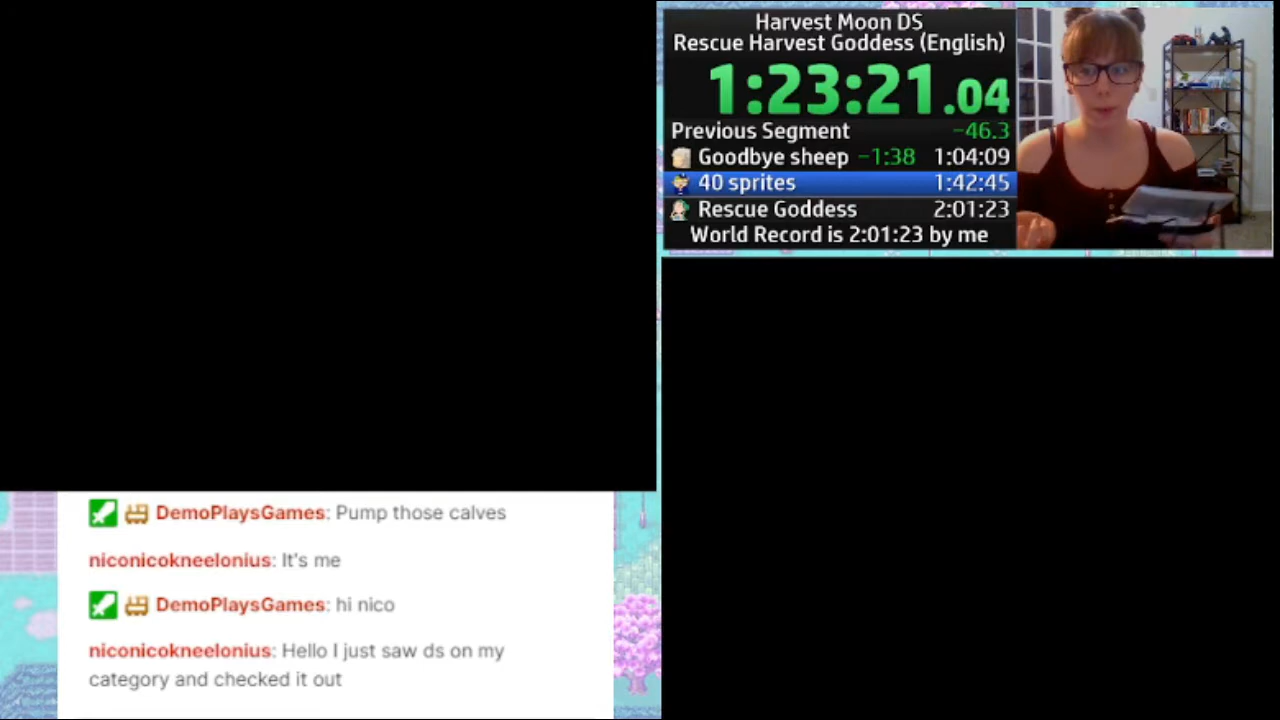 Harvest Moon DS
Rescue Harvest Goddess (English)
1:23:21.04
Previous Segment -46.3
Goodbye sheep -1:38 1:04:09
40 sprites 1:42:45
Rescue Goddess 2:01:23
World Record is 2:01:23 by me
DemoPlaysGames: Pump those calves
niconicokneelonius: It's me
DemoPlaysGames: hi nico
niconicokneelonius: Hello I just saw ds on my
category and checked it out